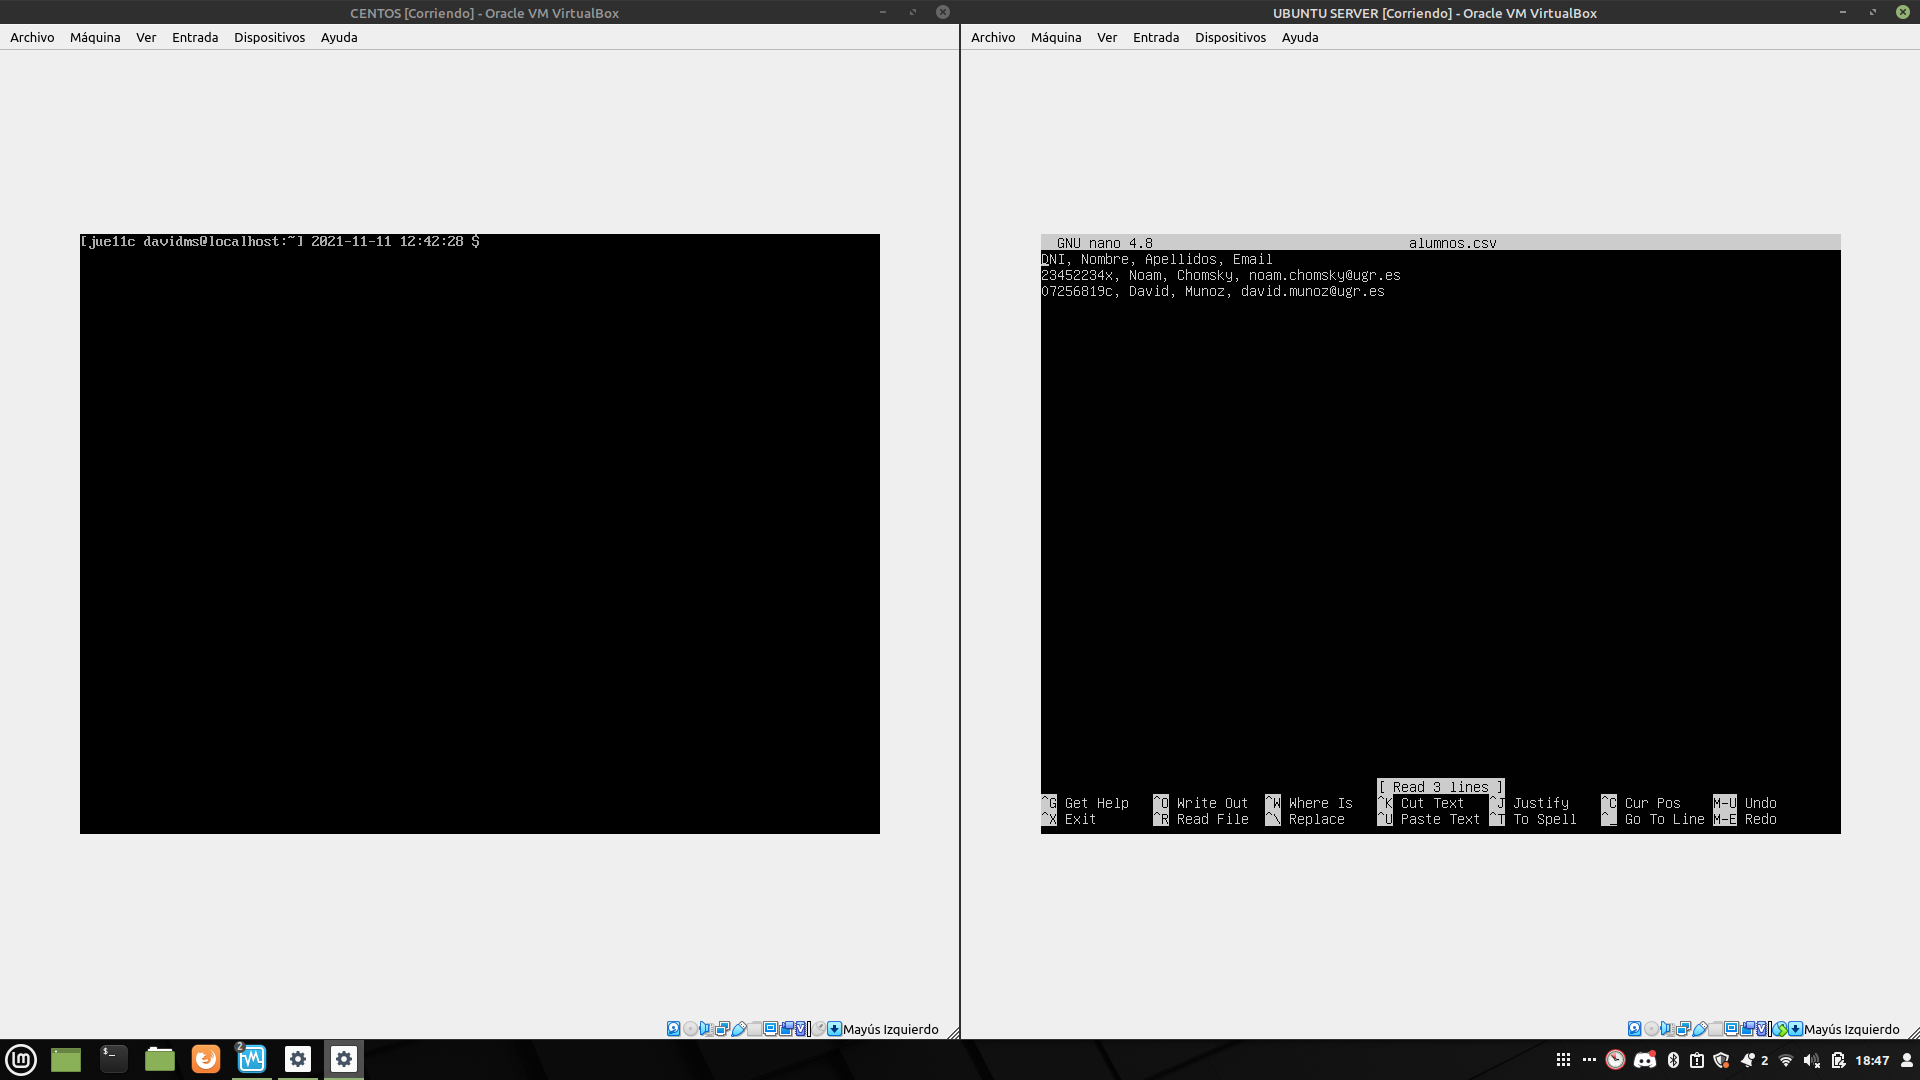 CENTOS [Corriendo] - Oracle VM VirtualBox
Archivo Máquina Ver Entrada Dispositivos Ayuda
[jue11c davidms@localhost:~] 2021-11-11 12:42:28 $
Mayús Izquierdo
UBUNTU SERVER [Corriendo] - Oracle VM VirtualBox
Archivo Máquina Ver Entrada Dispositivos Ayuda
GNU nano 4.8 alumnos.csv
DNI, Nombre, Apellidos, Email
23452234x, Noam, Chomsky, noam.chomsky@ugr.es
07256819c, David, Munoz, david.munoz@ugr.es
[ Read 3 lines ]
^G Get Help ^O Write Out ^W Where Is ^K Cut Text ^J Justify ^C Cur Pos M-U Undo
^X Exit ^R Read File ^\ Replace ^U Paste Text ^T To Spell ^_ Go To Line M-E Redo
Mayús Izquierdo
2 2 18:47